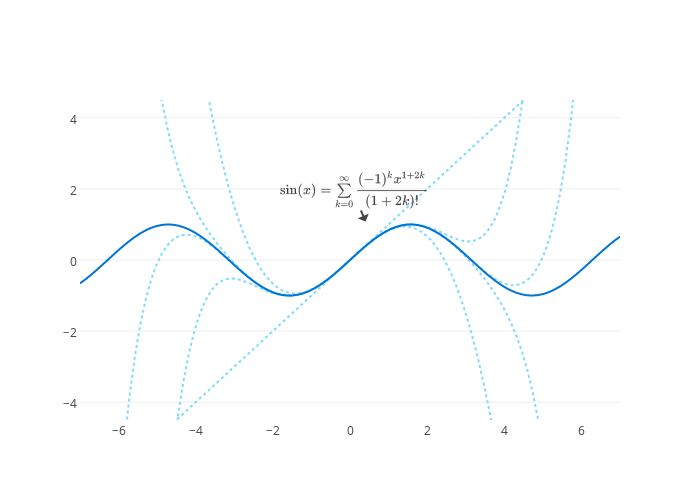 4
2
sin(x) = ∑_{k=0}^{∞} \frac{(−1)^k x^{1+2k}}{(1 + 2k)!}
0
−2
−4
−6 −4 −2 0 2 4 6